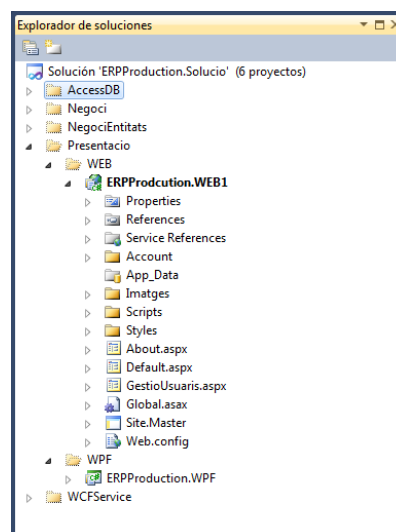 Explorador de soluciones
Solución 'ERPProduction.Solucio' (6 proyectos)
AccessDB
Negoci
NegociEntitats
Presentacio
WEB
ERPProdcution.WEB1
Properties
References
Service References
Account
App_Data
Imatges
Scripts
Styles
About.aspx
Default.aspx
GestioUsuaris.aspx
Global.asax
Site.Master
Web.config
WPF
ERPProduction.WPF
WCFService